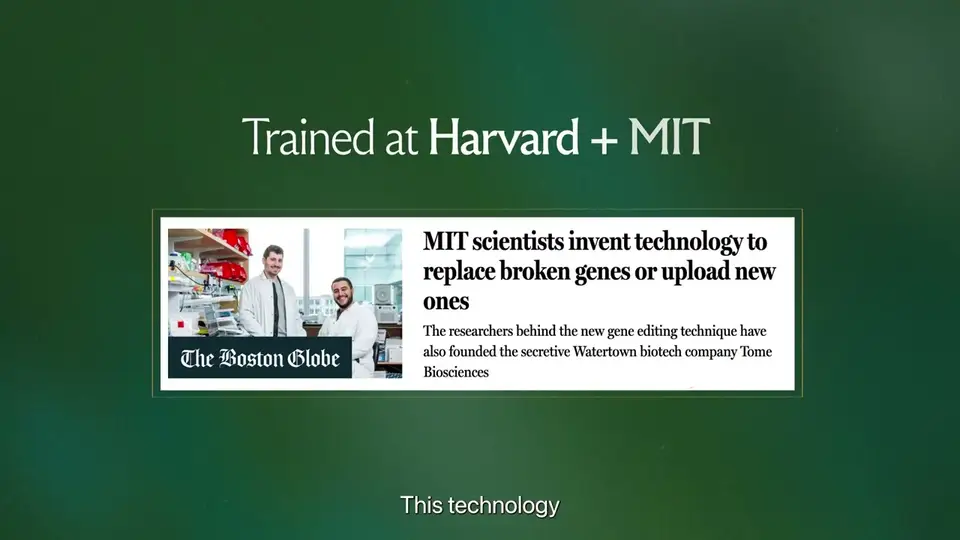 Trained at Harvard + MIT
MIT scientists invent technology to
replace broken genes or upload new
ones
The researchers behind the new gene editing technique have
also founded the secretive Watertown biotech company Tome
Biosciences
The Boston Globe
This technology